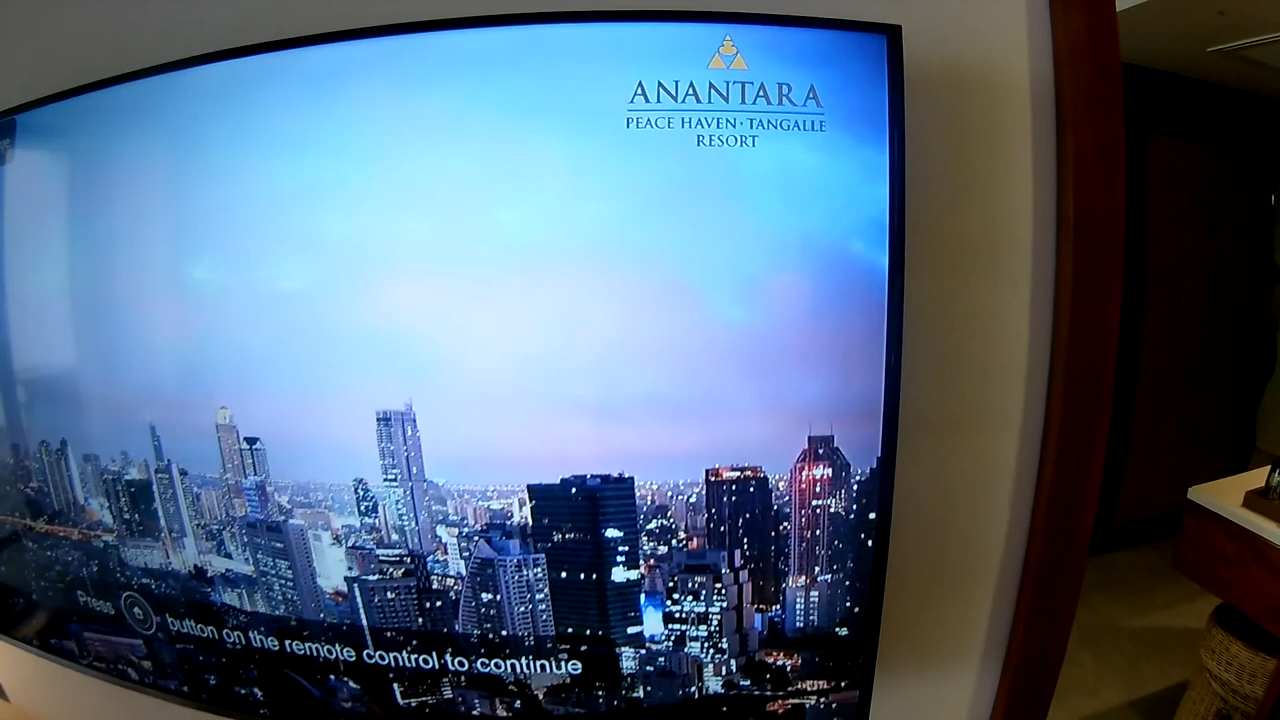 ANANTARA
PEACE HAVEN · TANGALLE
RESORT
Press button on the remote control to continue